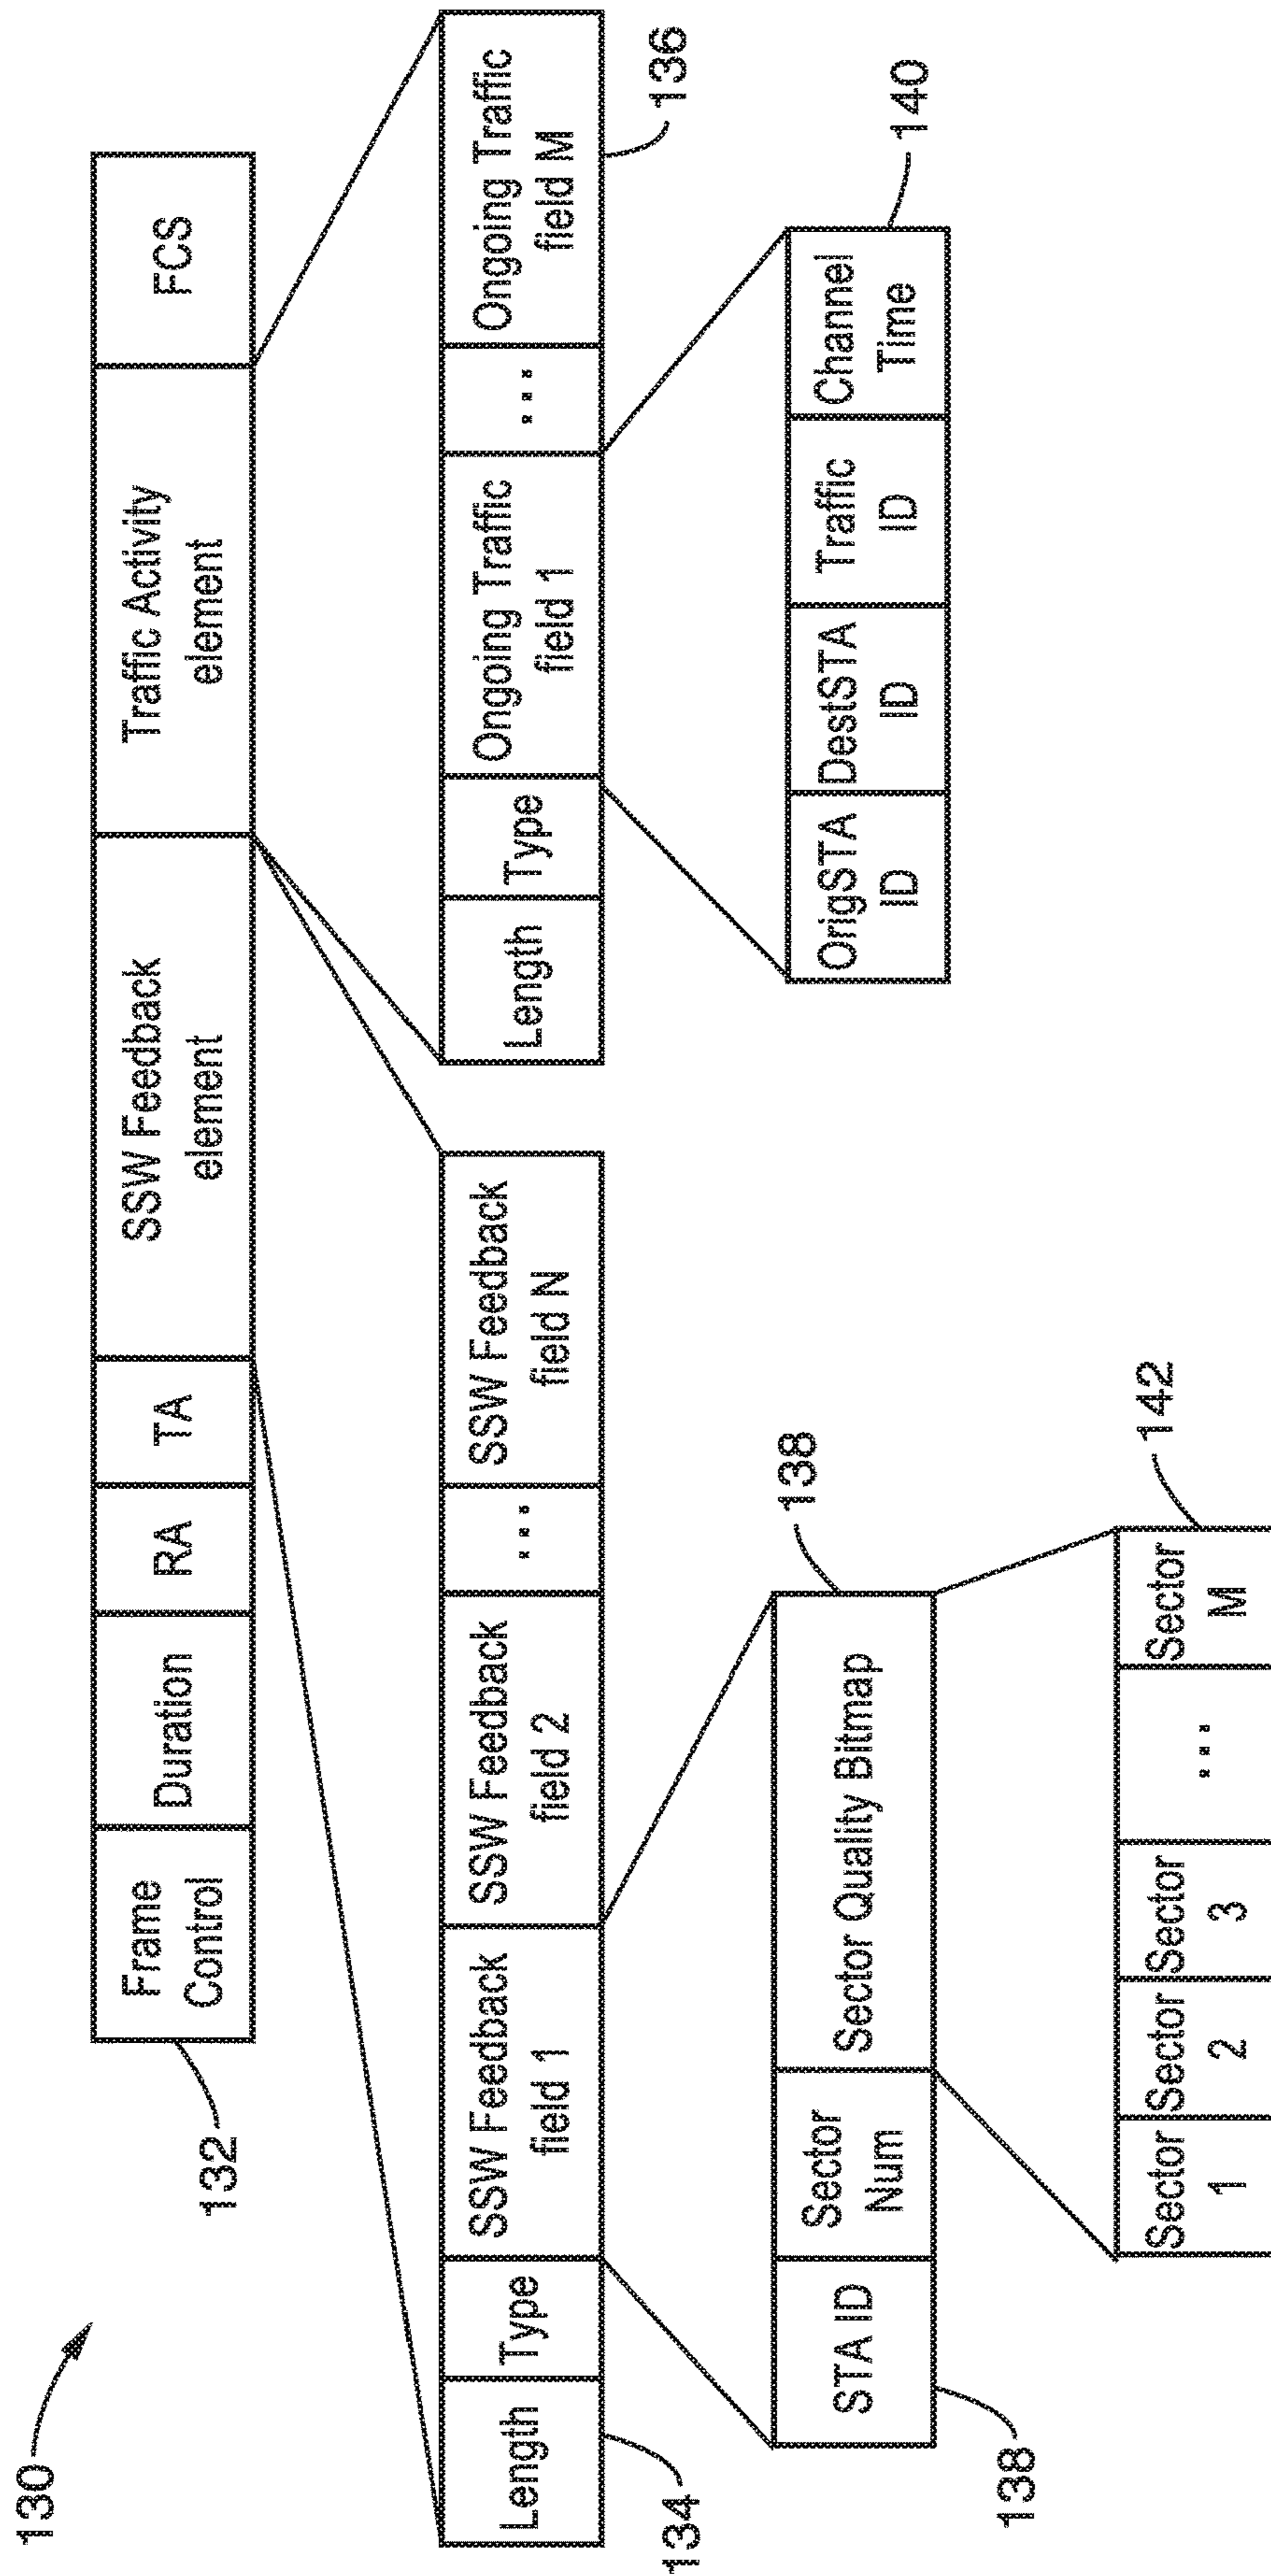 130
132
Frame
Control
Duration
RA
TA
SSW Feedback
element
Traffic Activity
element
FCS
134
Length
Type
SSW Feedback
field 1
SSW Feedback
field 2
...
SSW Feedback
field N
Length
Type
Ongoing Traffic
field 1
...
Ongoing Traffic
field M
136
138
STA ID
Sector
Num
Sector Quality Bitmap
138
OrigSTA
ID
DestSTA
ID
Traffic
ID
Channel
Time
140
Sector
1
Sector
2
Sector
3
...
Sector
M
142